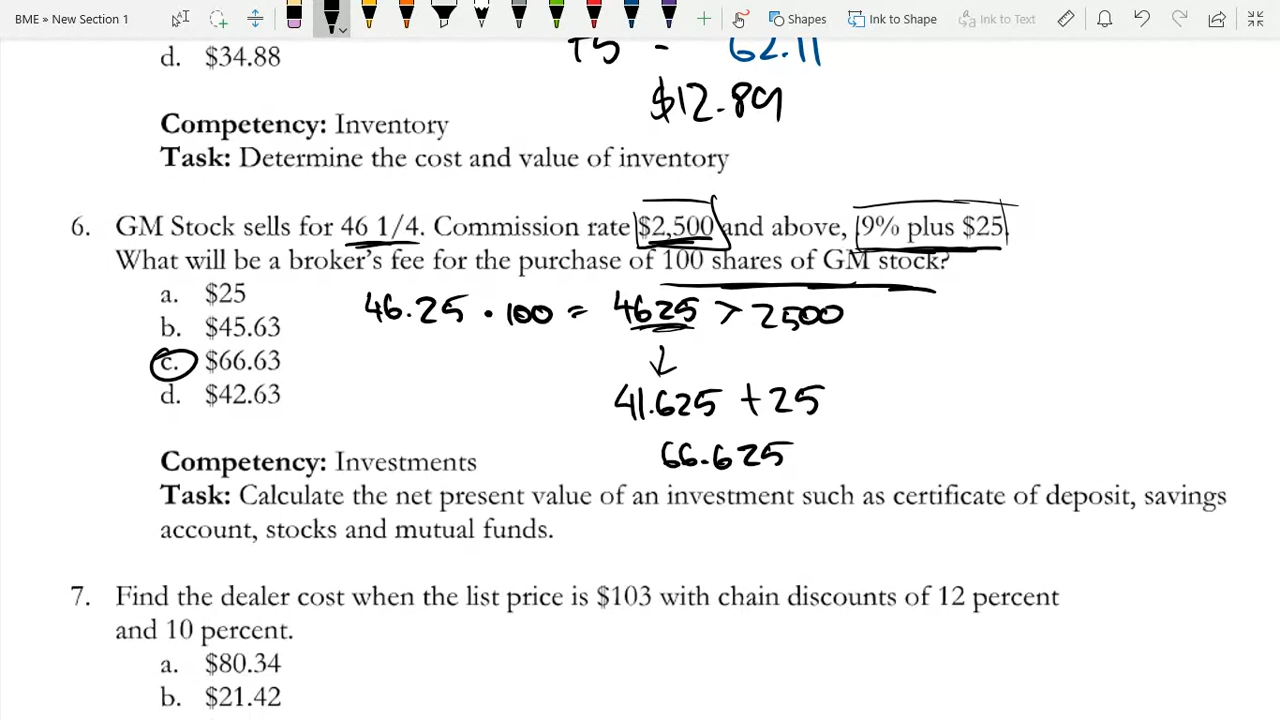 BME » New Section 1
Shapes
Ink to Shape
Ink to Text
T5 - 62.11
d. $34.88
$12.89
Competency: Inventory
Task: Determine the cost and value of inventory
6. GM Stock sells for 46 1/4. Commission rate $2,500 and above, 9% plus $25
What will be a broker's fee for the purchase of 100 shares of GM stock?
a. $25
46.25 · 100 = 4625 > 2500
b. $45.63
c. $66.63
d. $42.63
41.625 + 25
66.625
Competency: Investments
Task: Calculate the net present value of an investment such as certificate of deposit, savings
account, stocks and mutual funds.
7. Find the dealer cost when the list price is $103 with chain discounts of 12 percent
and 10 percent.
a. $80.34
b. $21.42